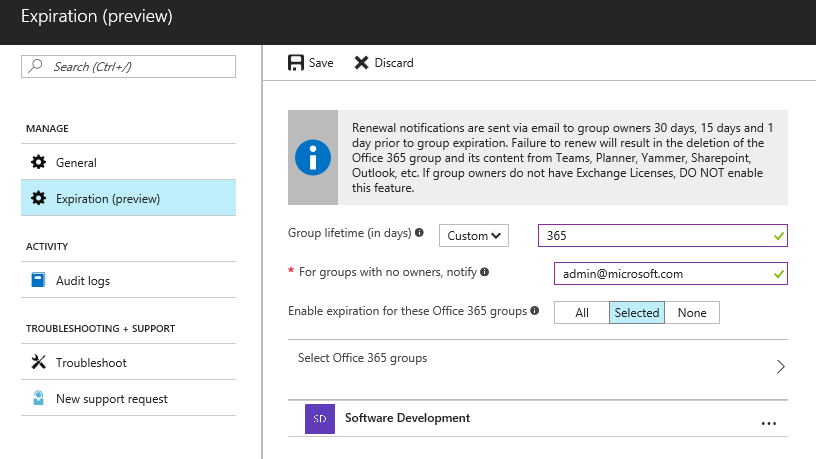 Expiration (preview)
Search (Ctrl+/)
MANAGE
General
Expiration (preview)
ACTIVITY
Audit logs
TROUBLESHOOTING + SUPPORT
Troubleshoot
New support request
Save Discard
Renewal notifications are sent via email to group owners 30 days, 15 days and 1
day prior to group expiration. Failure to renew will result in the deletion of the
Office 365 group and its content from Teams, Planner, Yammer, Sharepoint,
Outlook, etc. If group owners do not have Exchange Licenses, DO NOT enable
this feature.
Group lifetime (in days) Custom 365
* For groups with no owners, notify admin@microsoft.com
Enable expiration for these Office 365 groups All Selected None
Select Office 365 groups
SD Software Development ...